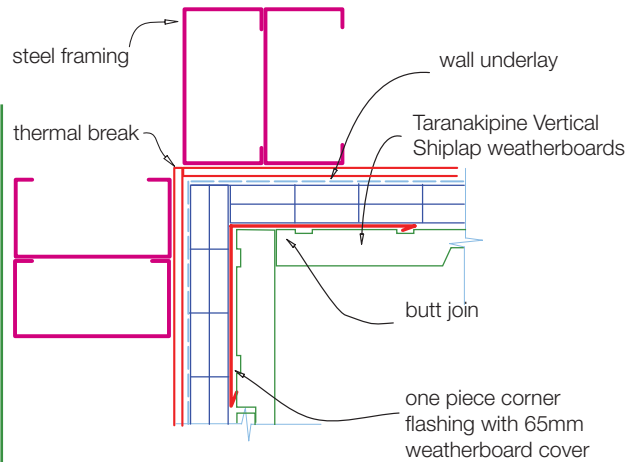 steel framing
wall underlay
thermal break
Taranakipine Vertical
Shiplap weatherboards
butt join
one piece corner
flashing with 65mm
weatherboard cover